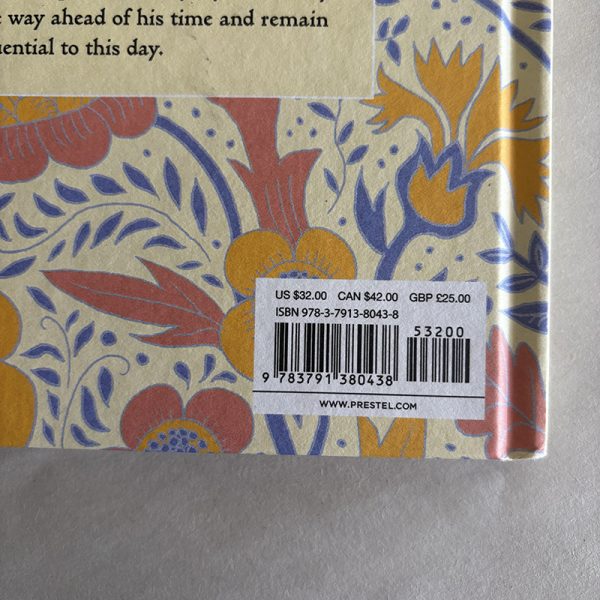 way ahead of his time and remain
to this day.
US $32.00 CAN $42.00 GBP £25.00
ISBN 978-3-7913-8043-8
53200
9 783791 380438
WWW.PRESTEL.COM